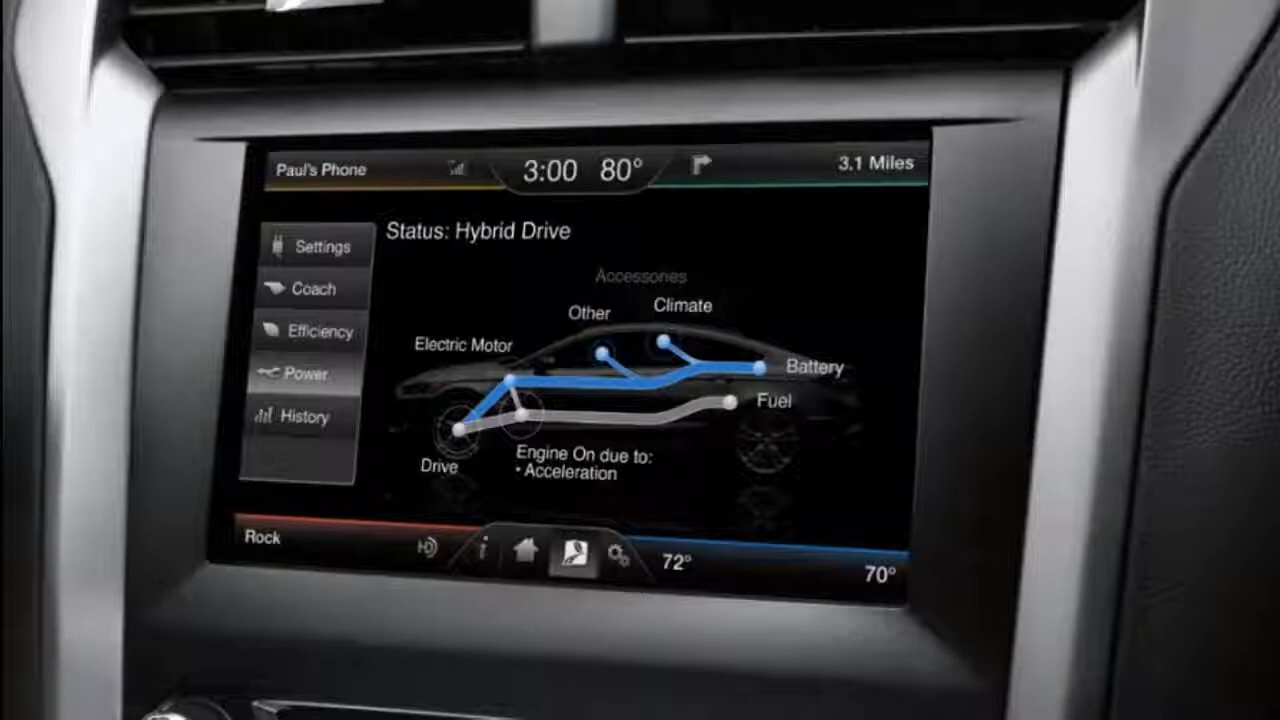 Paul's Phone
3:00 80°
3.1 Miles
Settings
Coach
Efficiency
Power
History
Status: Hybrid Drive
Accessories
Other
Climate
Electric Motor
Battery
Fuel
Drive
Engine On due to:
• Acceleration
Rock
i
72°
70°